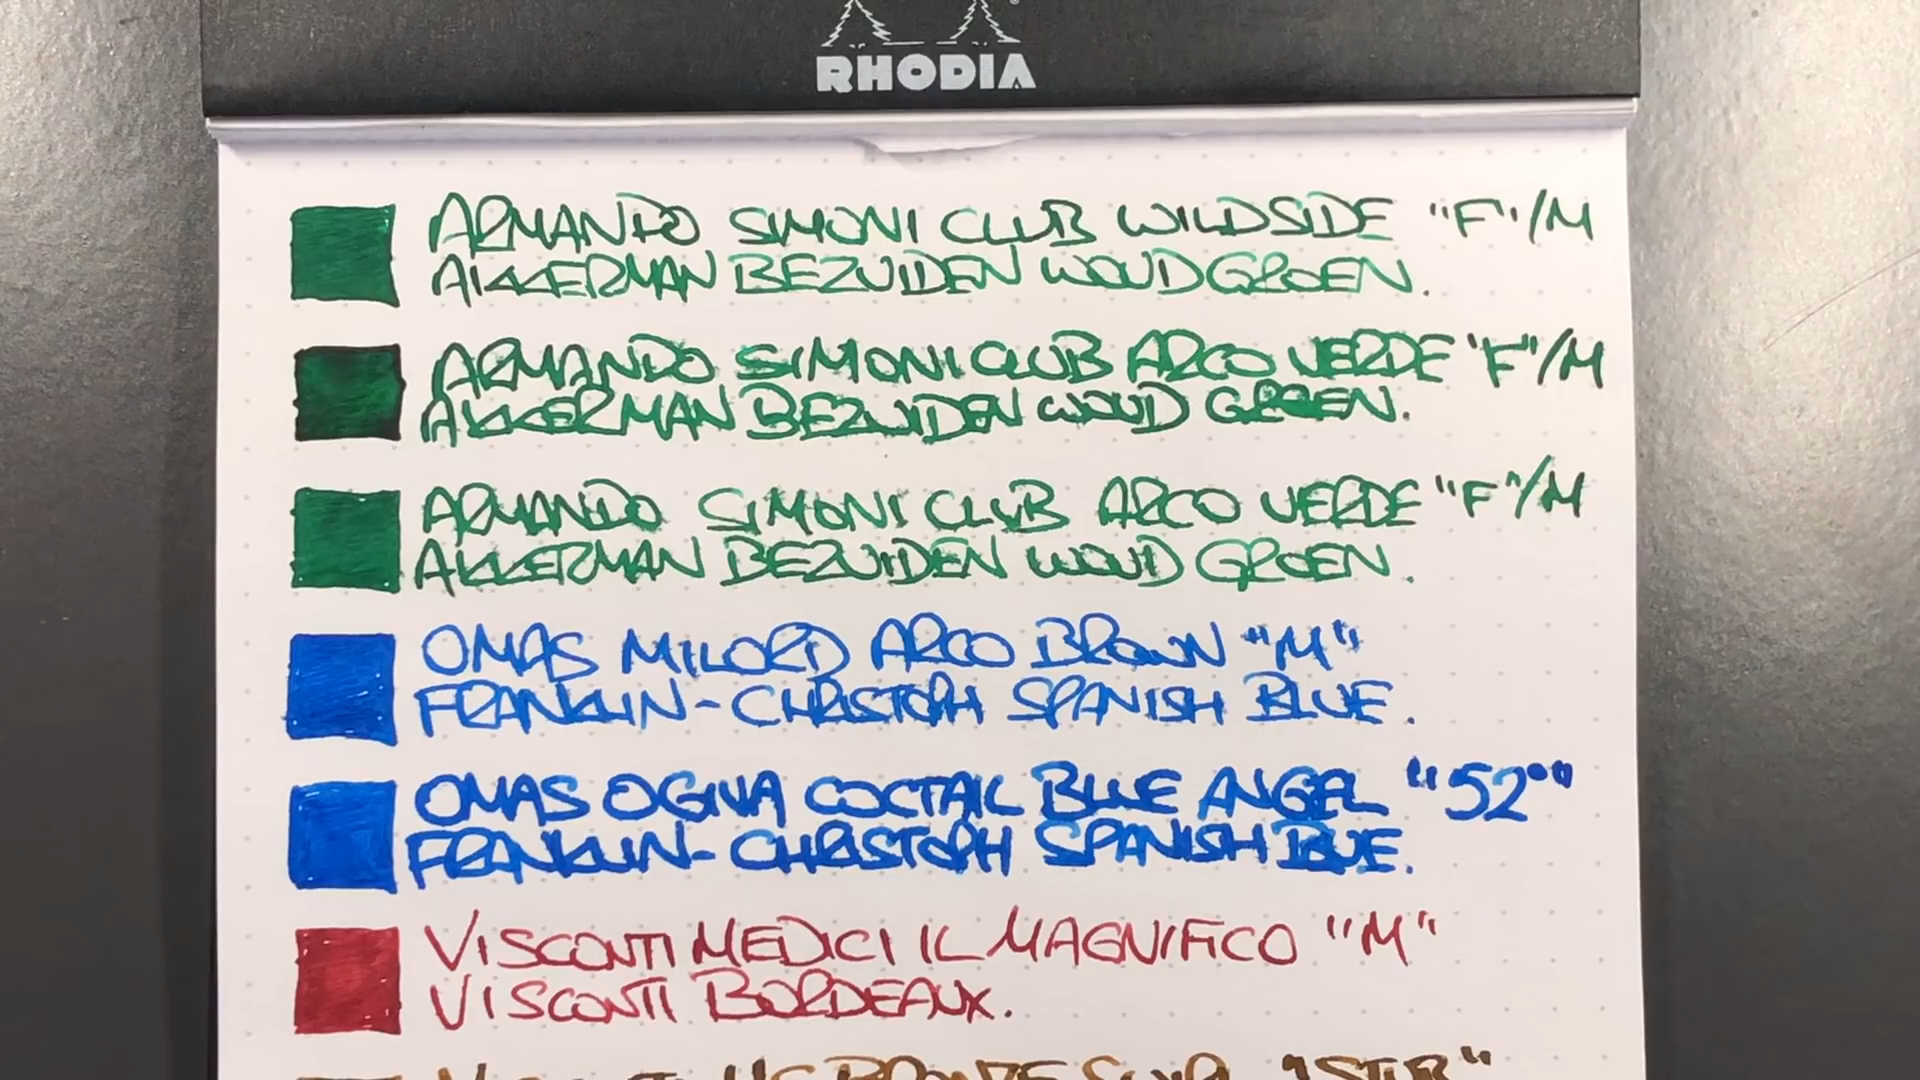 RHODIA
ARMANDO SIMONI CLUB WILDSIDE "F"/M
AKKERMAN BEZUIDEN WOUDGROEN.
ARMANDO SIMONI CLUB ARCO VERDE "F"/M
AKKERMAN BEZUIDEN WOUD GROEN.
ARMANDO SIMONI CLUB ARCO VERDE "F"/M
AKKERMAN BEZUIDEN WOUD GROEN.
OMAS MILORD ARCO BROWN "M"
FRANKLIN-CHRISTOPH SPANISH BLUE.
OMAS OGIVA COCTAIL BLUE ANGEL "52°"
FRANKLIN-CHRISTOPH SPANISH BLUE.
VISCONTI MEDICI IL MAGNIFICO "M"
VISCONTI BORDEAUX.
BRONZE